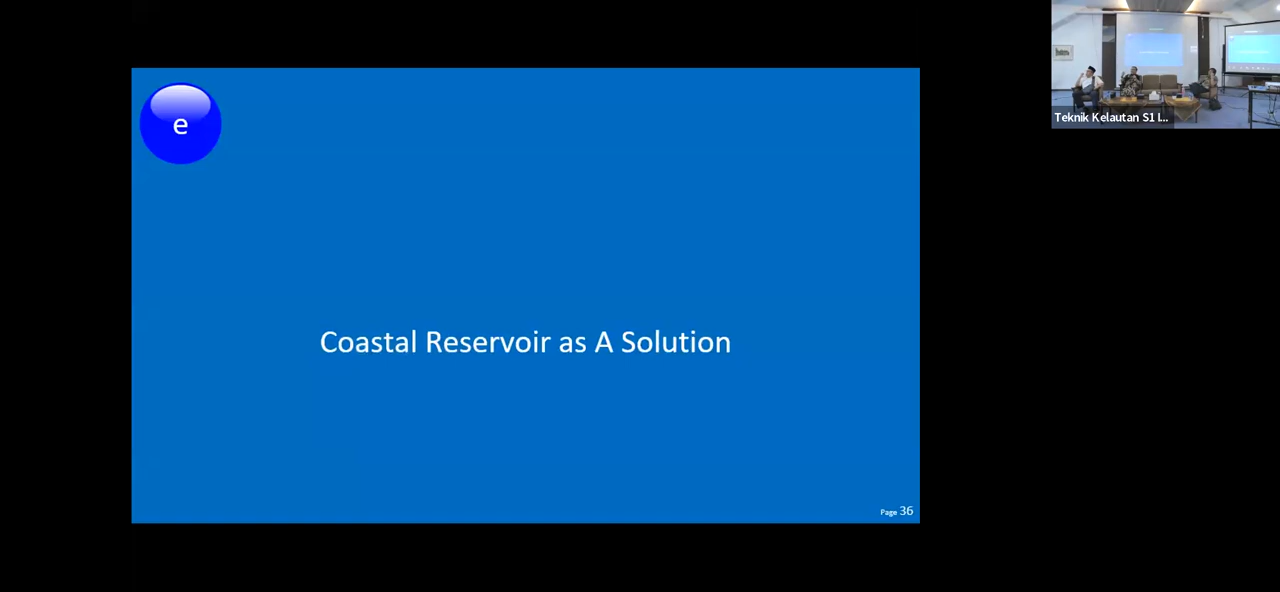 e
Coastal Reservoir as A Solution
Page 36
Teknik Kelautan S1 I...